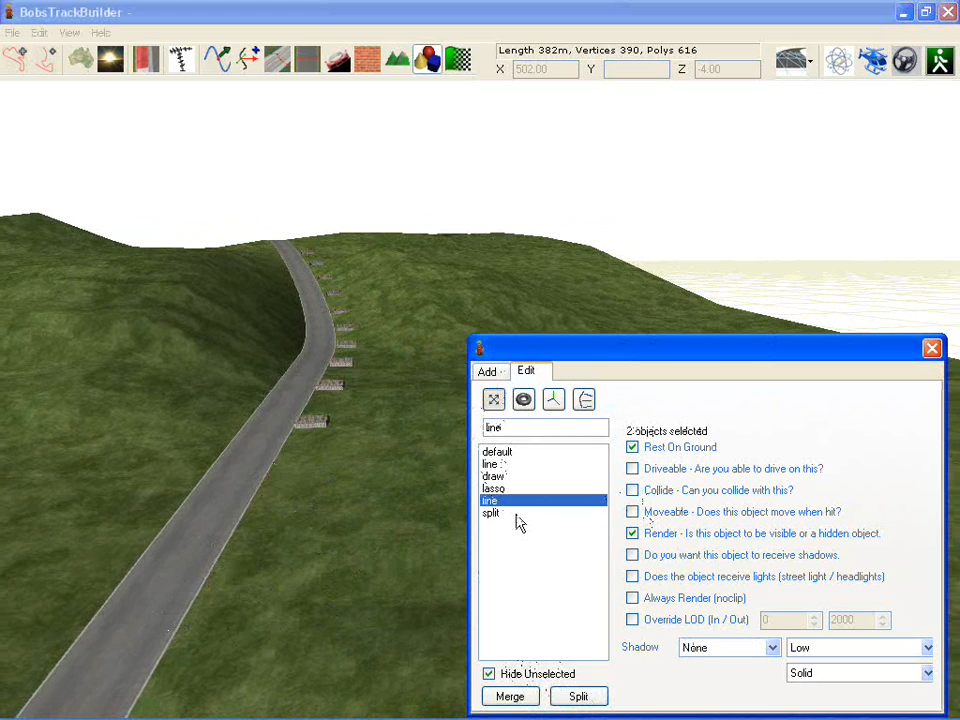 BobsTrackBuilder -
File Edit View Help
Length 382m, Vertices 390, Polys 616
X 502.00 Y Z -4.00
Add Edit
line
default
line
draw
lasso
line
split
Hide Unselected
Merge Split
2 objects selected
Rest On Ground
Driveable - Are you able to drive on this?
Collide - Can you collide with this?
Moveable - Does this object move when hit?
Render - Is this object to be visible or a hidden object.
Do you want this object to receive shadows.
Does the object receive lights (street light / headlights)
Always Render (noclip)
Override LOD (In / Out) 0 2000
Shadow None Low
Solid